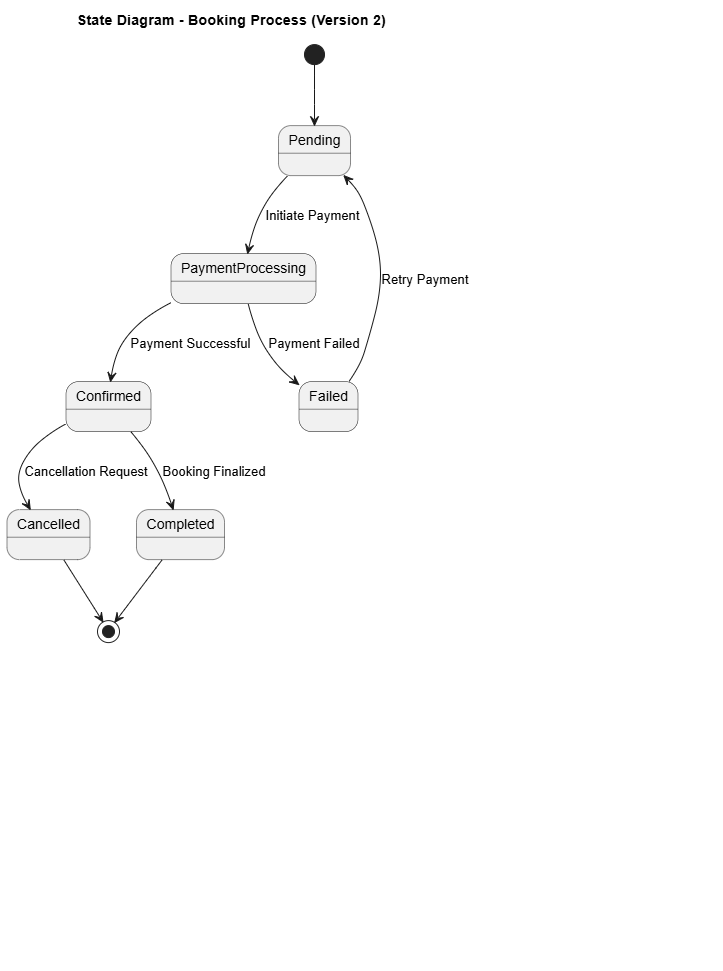 State Diagram - Booking Process (Version 2)
Pending
Initiate Payment
PaymentProcessing
Retry Payment
Payment Successful
Payment Failed
Confirmed
Failed
Cancellation Request
Booking Finalized
Cancelled
Completed